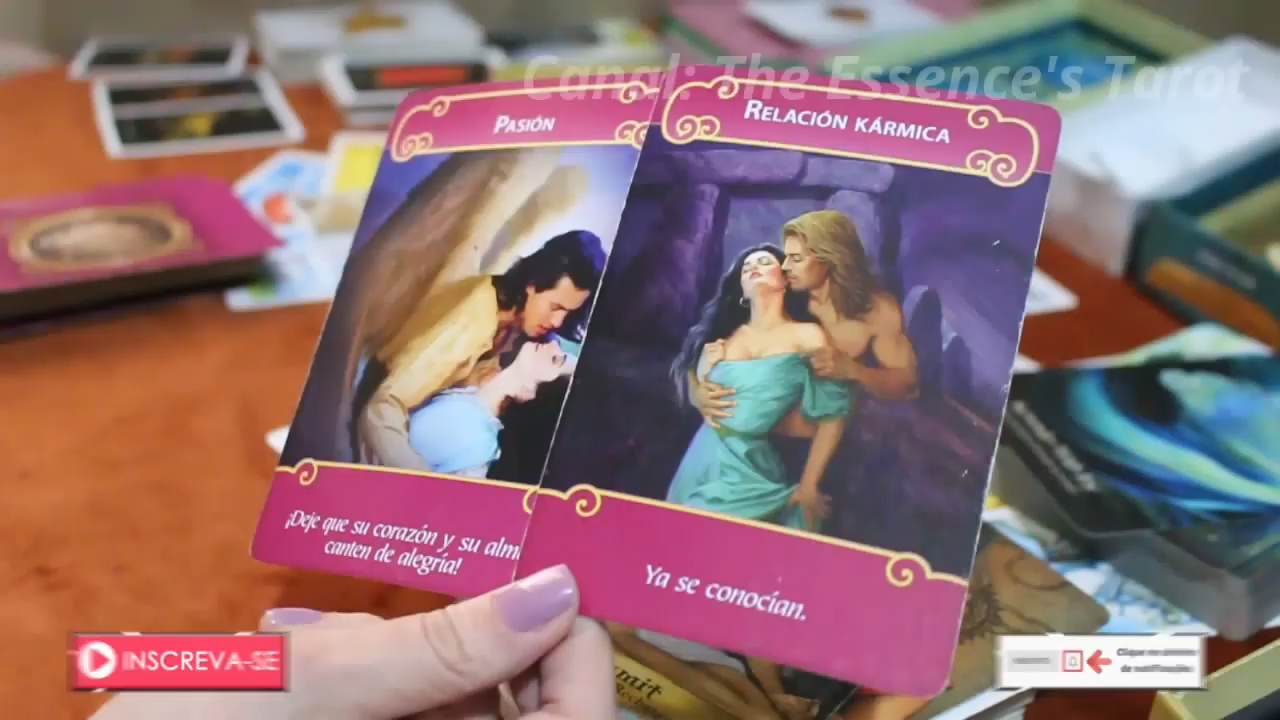 Canal: The Essence's Tarot
PASIÓN
RELACIÓN KÁRMICA
¡Deje que su corazón y su alm
canten de alegría!
Ya se conocían.
INSCREVA-SE